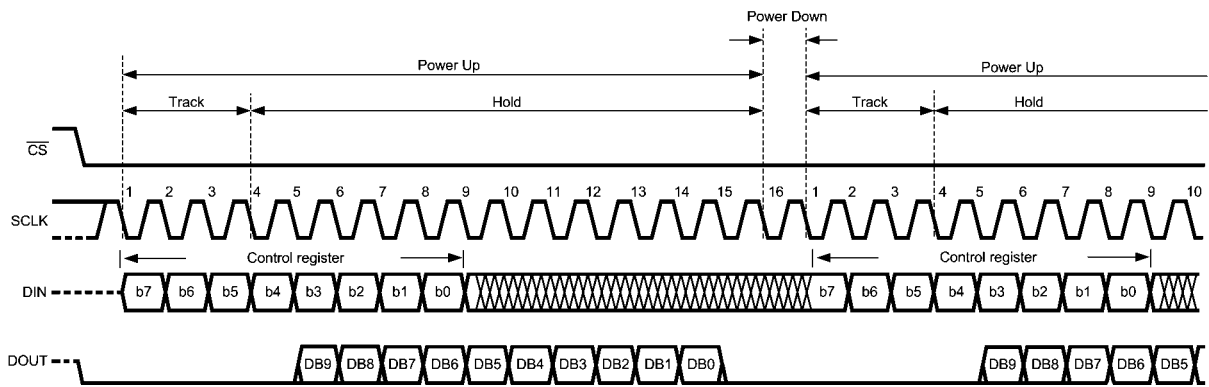 Power Down
Power Up
Power Up
Track
Hold
Track
Hold
CS
1 2 3 4 5 6 7 8 9 10 11 12 13 14 15 16 1 2 3 4 5 6 7 8 9 10
SCLK
Control register
Control register
DIN
b7 b6 b5 b4 b3 b2 b1 b0 b7 b6 b5 b4 b3 b2 b1 b0
DOUT
DB9 DB8 DB7 DB6 DB5 DB4 DB3 DB2 DB1 DB0 DB9 DB8 DB7 DB6 DB5